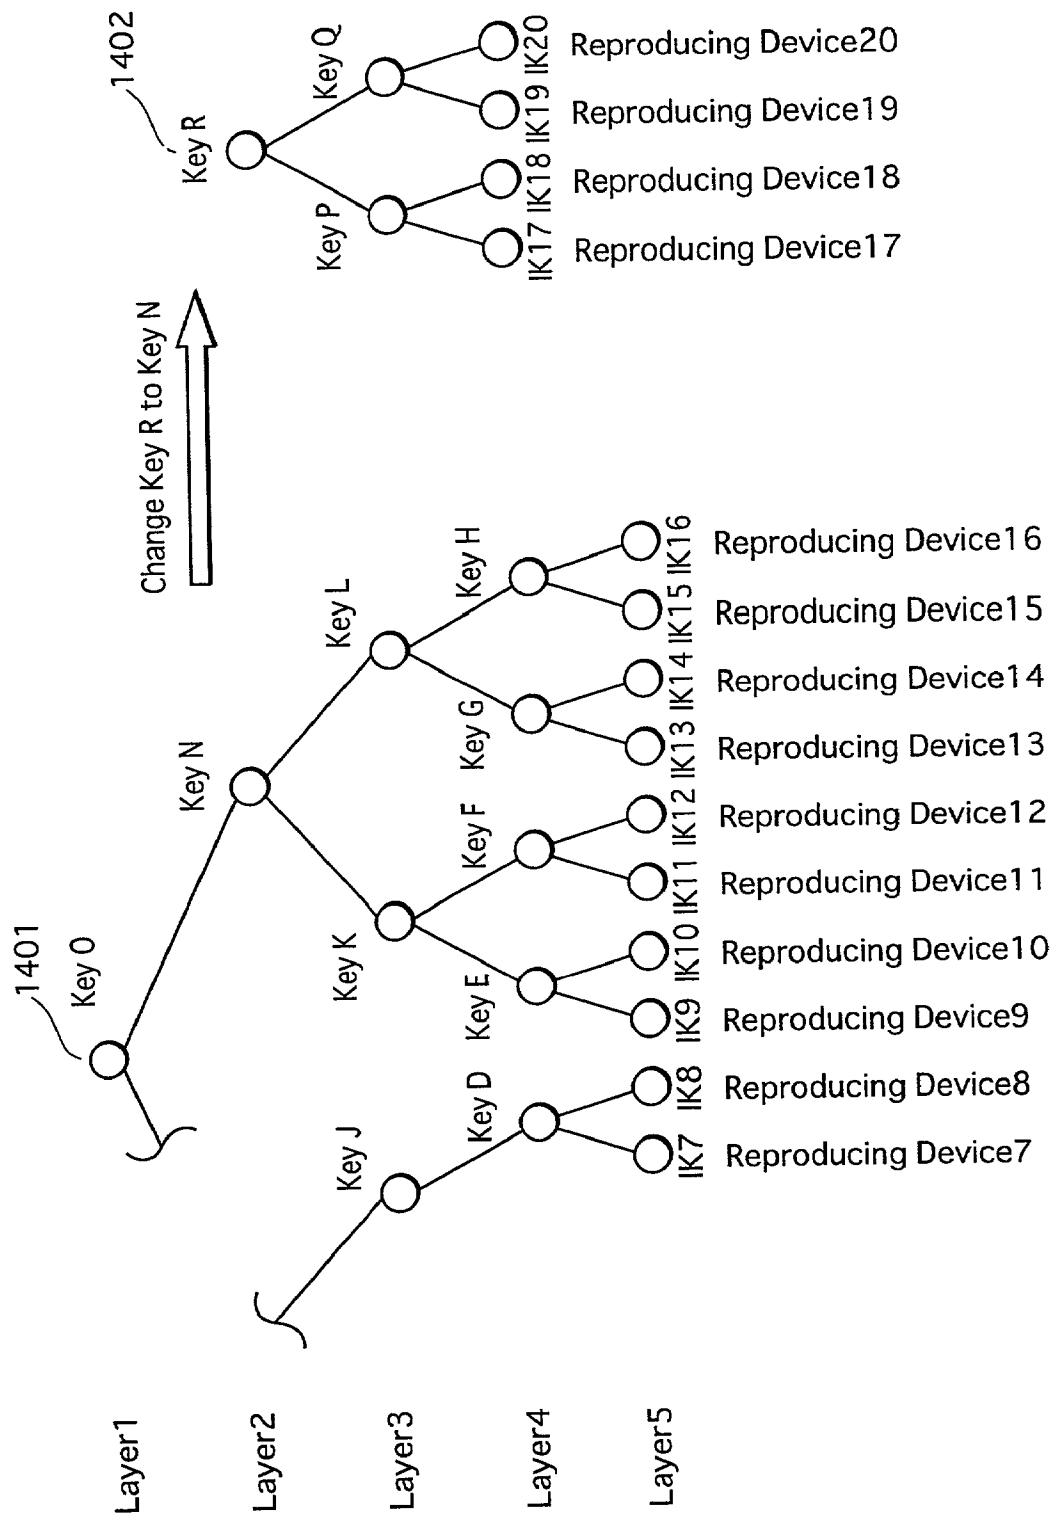 1401
Key O
1402
Key R
Change Key R to Key N
Key N
Key P
Key Q
Key J
Key K
Key L
Key D
Key E
Key F
Key G
Key H
IK17
IK18
IK19
IK20
Reproducing Device17
Reproducing Device18
Reproducing Device19
Reproducing Device20
IK7
IK8
IK9
IK10
IK11
IK12
IK13
IK14
IK15
IK16
Reproducing Device7
Reproducing Device8
Reproducing Device9
Reproducing Device10
Reproducing Device11
Reproducing Device12
Reproducing Device13
Reproducing Device14
Reproducing Device15
Reproducing Device16
Layer1
Layer2
Layer3
Layer4
Layer5